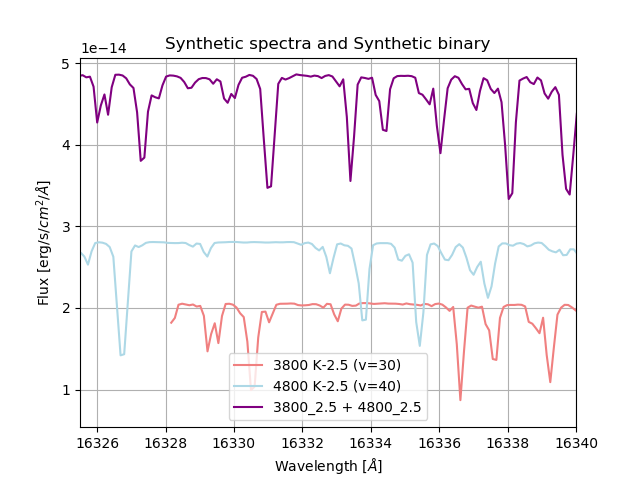 Synthetic spectra and Synthetic binary
1e−14
5
4
3
2
1
Flux [erg/s/cm²/Å]
3800 K-2.5 (v=30)
4800 K-2.5 (v=40)
3800_2.5 + 4800_2.5
16326 16328 16330 16332 16334 16336 16338 16340
Wavelength [Å]